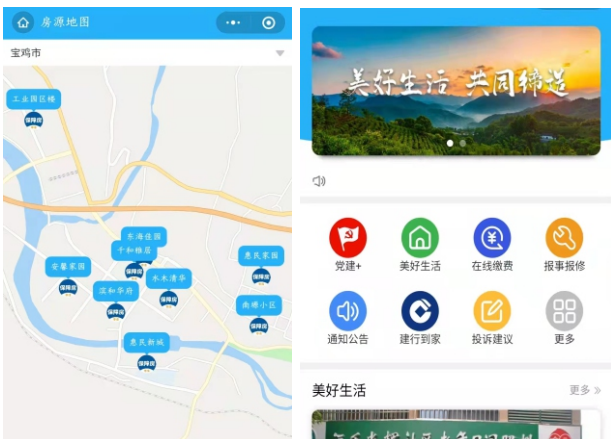 房源地图
宝鸡市
工业园区楼
保障房
东海佳园
千和雅居
惠民家园
安馨家园
水木清华
滨和华府
南塬小区
惠民新城
保障房
保障房
保障房
保障房
保障房
保障房
保障房
美好生活 共同缔造
党建+
美好生活
在线缴费
报事报修
通知公告
建行到家
投诉建议
更多
美好生活
更多